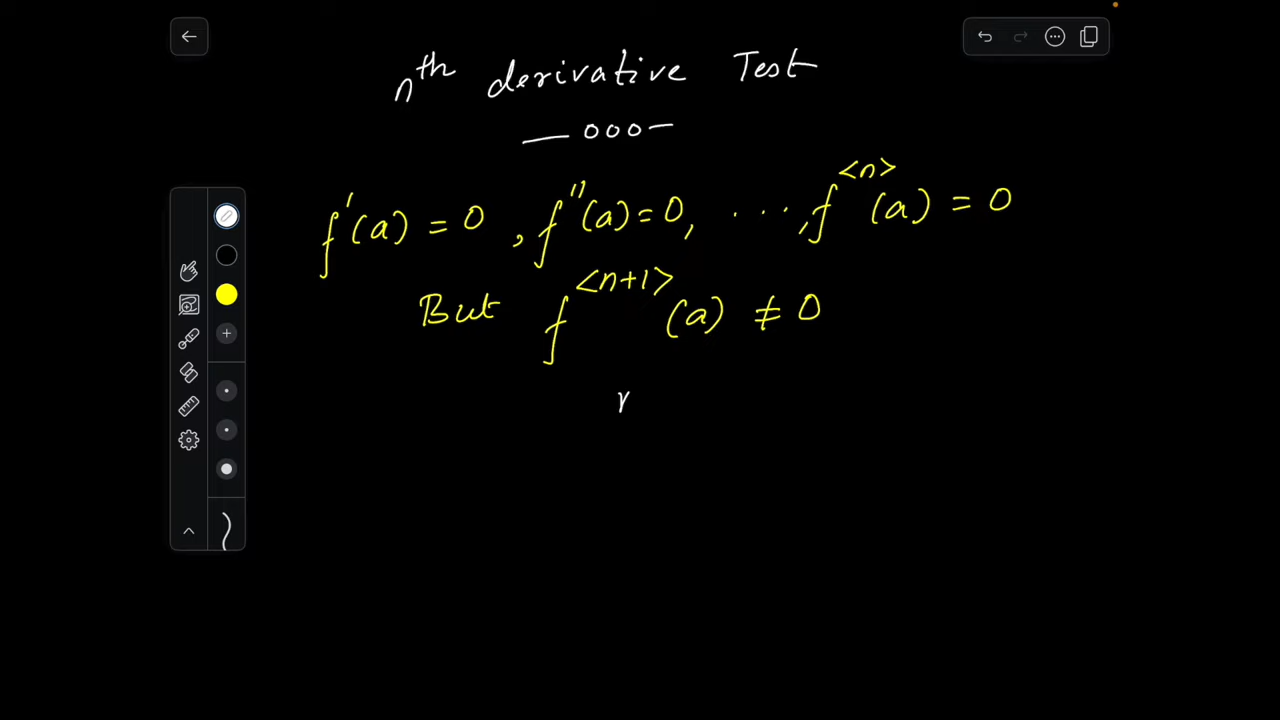 nth derivative Test
—ooo—
f'(a) = 0, f''(a) = 0, ..., f<n>(a) = 0
But f<n+1>(a) ≠ 0